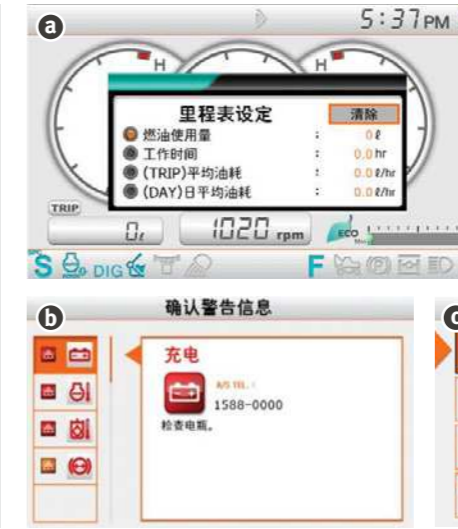 a
5:37 PM
H
H
里程表设定
清除
燃油使用量 : 0 ℓ
工作时间 : 0.0 hr
(TRIP)平均油耗 : 0.0 ℓ/hr
(DAY)日平均油耗 : 0.0 ℓ/hr
TRIP
0ℓ
1020 rpm
ECO
S
DIG
F
b
确认警告信息
充电
A/S TEL. :
1588-0000
检查电瓶。